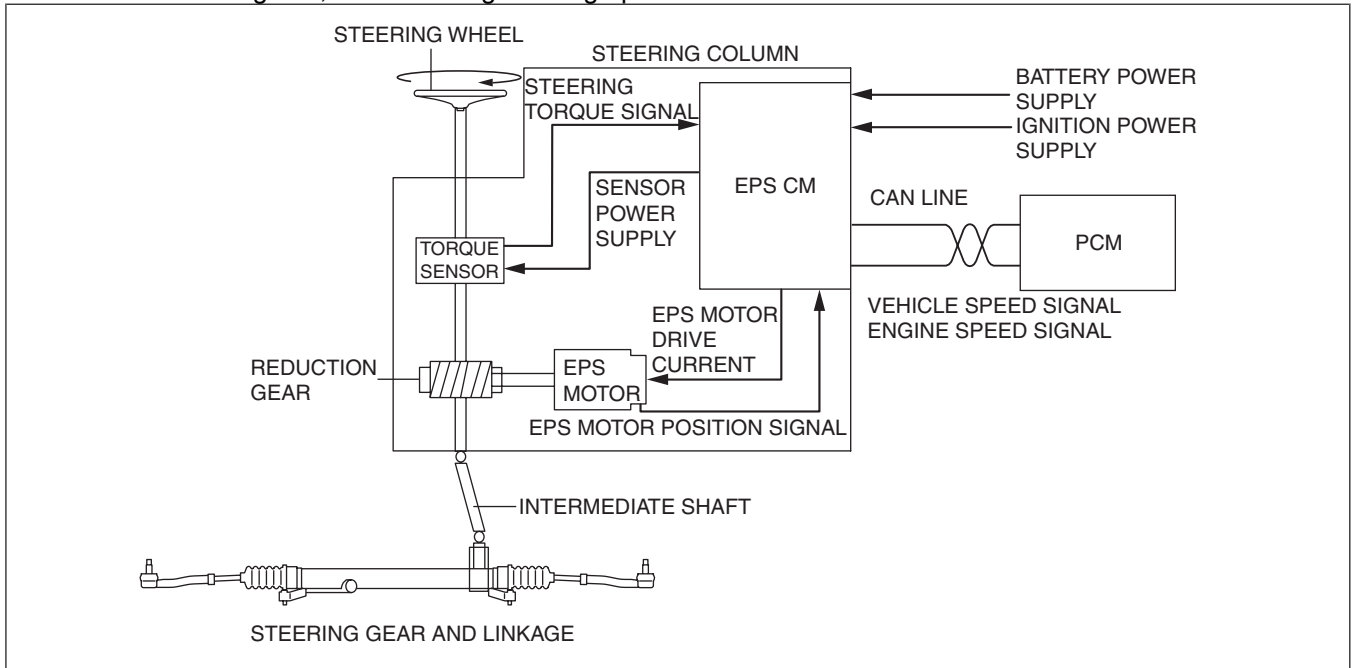 STEERING WHEEL
STEERING COLUMN
STEERING
TORQUE SIGNAL
BATTERY POWER
SUPPLY
IGNITION POWER
SUPPLY
EPS CM
SENSOR
POWER
SUPPLY
CAN LINE
PCM
TORQUE
SENSOR
VEHICLE SPEED SIGNAL
ENGINE SPEED SIGNAL
EPS MOTOR
DRIVE
CURRENT
REDUCTION
GEAR
EPS
MOTOR
EPS MOTOR POSITION SIGNAL
INTERMEDIATE SHAFT
STEERING GEAR AND LINKAGE